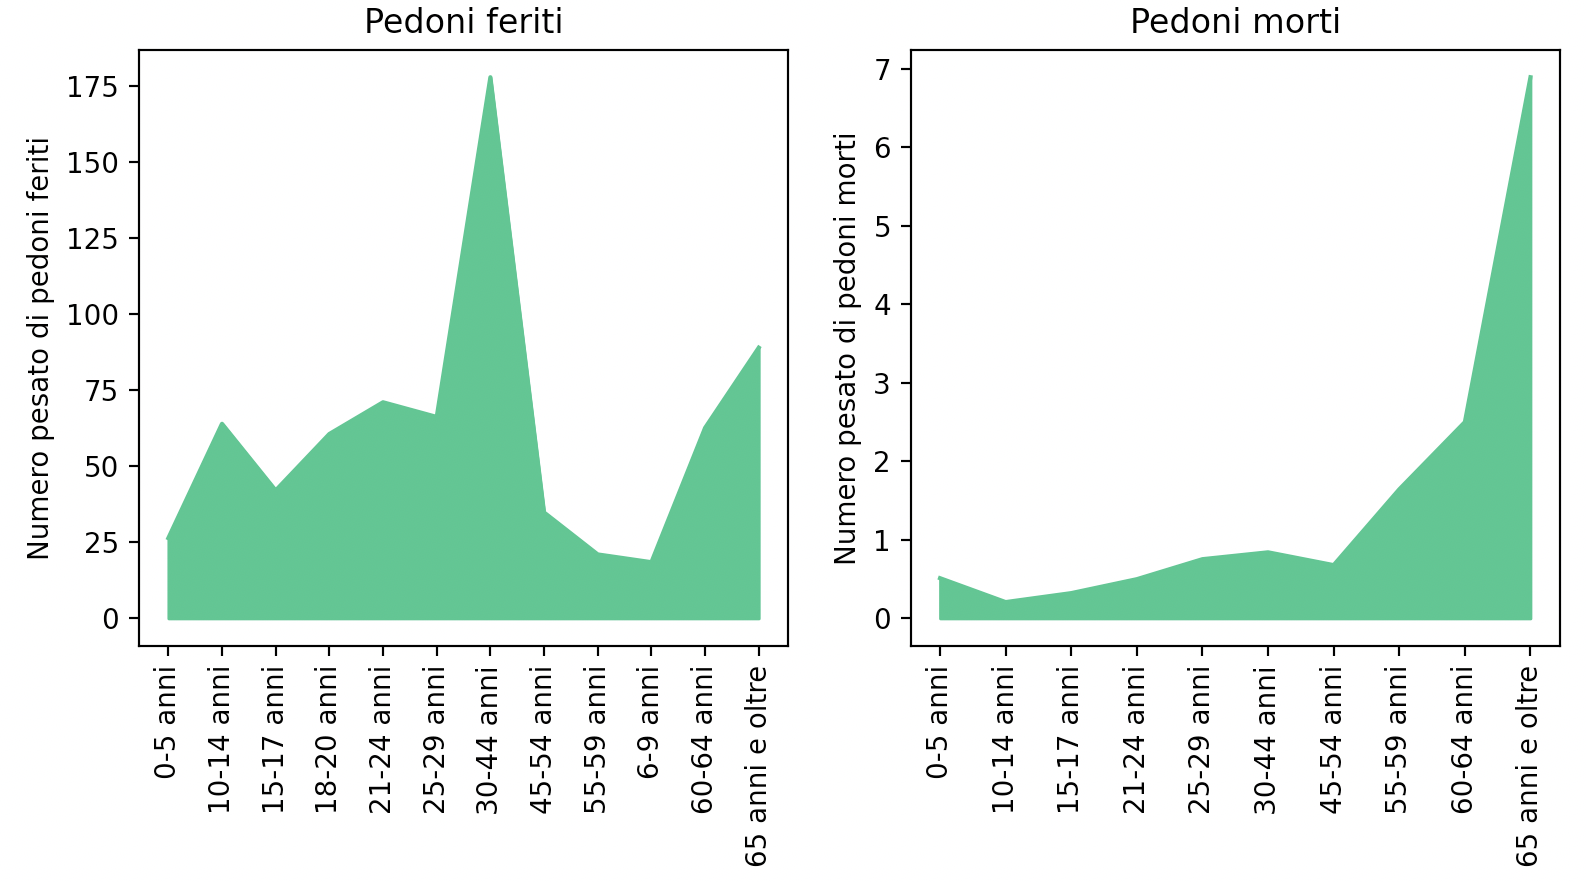 Pedoni feriti
Numero pesato di pedoni feriti
175
150
125
100
75
50
25
0
0-5 anni
10-14 anni
15-17 anni
18-20 anni
21-24 anni
25-29 anni
30-44 anni
45-54 anni
55-59 anni
6-9 anni
60-64 anni
65 anni e oltre
Pedoni morti
Numero pesato di pedoni morti
7
6
5
4
3
2
1
0
0-5 anni
10-14 anni
15-17 anni
21-24 anni
25-29 anni
30-44 anni
45-54 anni
55-59 anni
60-64 anni
65 anni e oltre